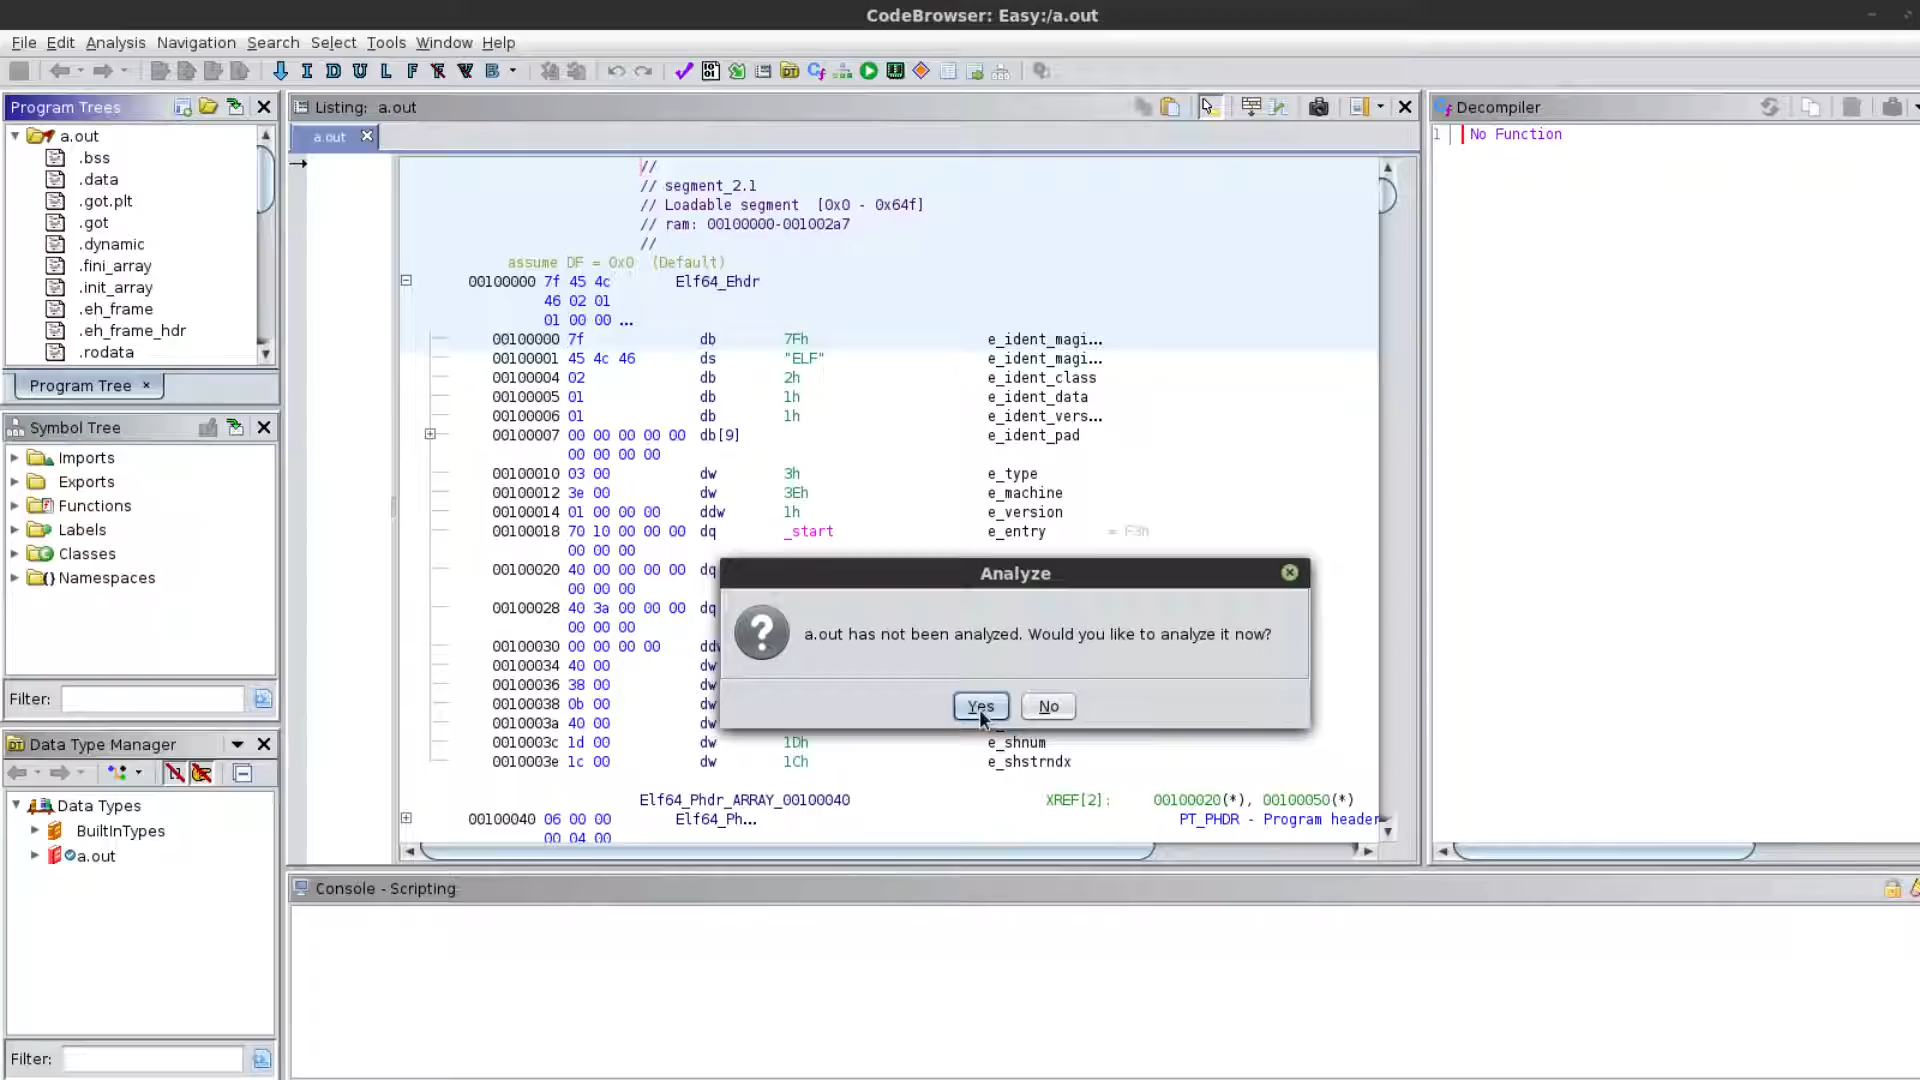 CodeBrowser: Easy:/a.out
File Edit Analysis Navigation Search Select Tools Window Help
I D U L F V B
Program Trees
a.out
.bss
.data
.got.plt
.got
.dynamic
.fini_array
.init_array
.eh_frame
.eh_frame_hdr
.rodata
Program Tree ×
Symbol Tree
Imports
Exports
Functions
Labels
Classes
Namespaces
Filter:
Data Type Manager
Data Types
BuiltInTypes
a.out
Filter:
Listing: a.out
a.out
//
// segment_2.1
// Loadable segment [0x0 - 0x64f]
// ram: 00100000-001002a7
//
assume DF = 0x0 (Default)
00100000 7f 45 4c Elf64_Ehdr
46 02 01
01 00 00 ...
00100000 7f db 7Fh e_ident_magi...
00100001 45 4c 46 ds "ELF" e_ident_magi...
00100004 02 db 2h e_ident_class
00100005 01 db 1h e_ident_data
00100006 01 db 1h e_ident_vers...
00100007 00 00 00 00 00 db[9] e_ident_pad
00 00 00 00
00100010 03 00 dw 3h e_type
00100012 3e 00 dw 3Eh e_machine
00100014 01 00 00 00 ddw 1h e_version
00100018 70 10 00 00 00 dq _start e_entry = F3h
00 00 00
00100020 40 00 00 00 00 dq
00 00 00
00100028 40 3a 00 00 00 dq
00 00 00
00100030 00 00 00 00 ddw
00100034 40 00 dw
00100036 38 00 dw
00100038 0b 00 dw
0010003a 40 00 dw
0010003c 1d 00 dw 1Dh e_shnum
0010003e 1c 00 dw 1Ch e_shstrndx
Elf64_Phdr_ARRAY_00100040 XREF[2]: 00100020(*), 00100050(*)
00100040 06 00 00 Elf64_Ph... PT_PHDR - Program header
00 04 00
Analyze
a.out has not been analyzed. Would you like to analyze it now?
Yes No
Decompiler
1 No Function
Console - Scripting